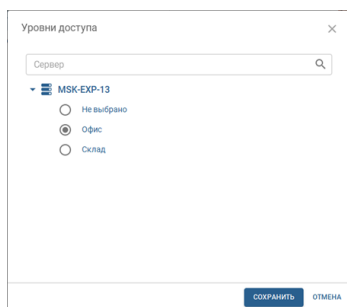 Уровни доступа
Сервер
MSK-EXP-13
Не выбрано
Офис
Склад
СОХРАНИТЬ ОТМЕНА